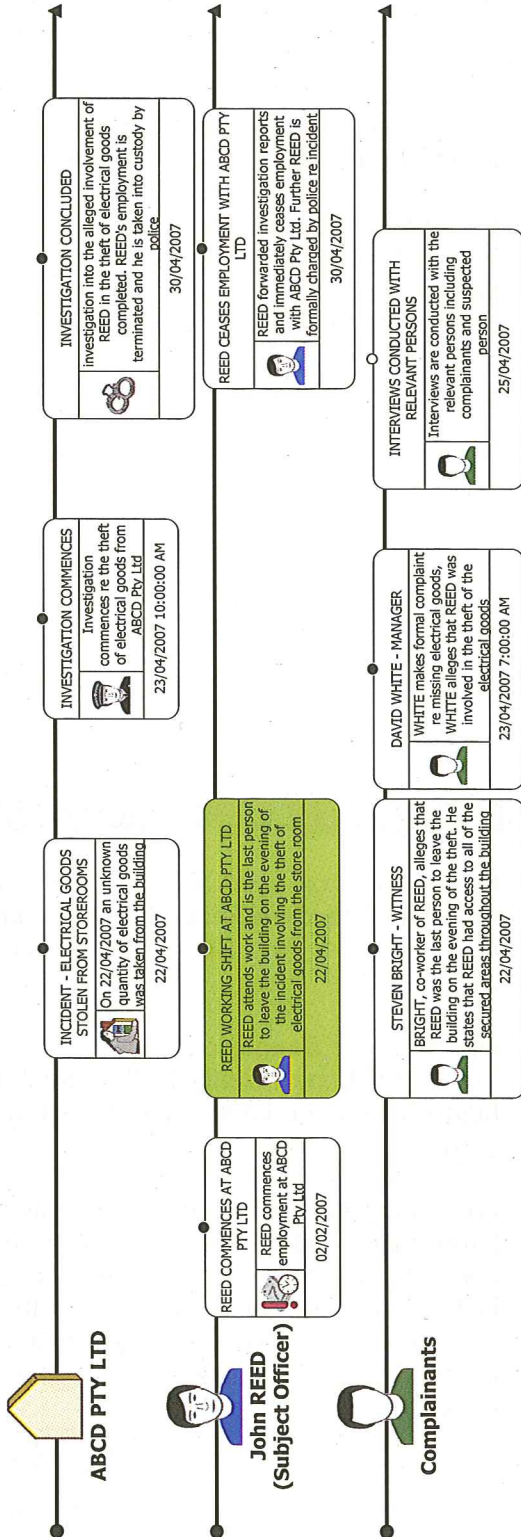 ABCD PTY LTD
INCIDENT - ELECTRICAL GOODS
STOLEN FROM STOREROOMS
On 22/04/2007 an unknown
quantity of electrical goods
was taken from the building
22/04/2007
INVESTIGATION COMMENCES
Investigation
commences re the theft
of electrical goods from
ABCD Pty Ltd
23/04/2007 10:00:00 AM
INVESTIGATION CONCLUDED
investigation into the alleged involvement of
REED in the theft of electrical goods
completed. REED's employment is
terminated and he is taken into custody by
police
30/04/2007
John REED
(Subject Officer)
REED COMMENCES AT ABCD
PTY LTD
REED commences
employment at ABCD
Pty Ltd
02/02/2007
REED WORKING SHIFT AT ABCD PTY LTD
REED attends work and is the last person
to leave the building on the evening of
the incident involving the theft of
electrical goods from the store room
22/04/2007
REED CEASES EMPLOYMENT WITH ABCD PTY
LTD
REED forwarded investigation reports
and immediately ceases employment
with ABCD Pty Ltd. Further REED is
formally charged by police re incident
30/04/2007
Complainants
STEVEN BRIGHT - WITNESS
BRIGHT, co-worker of REED, alleges that
REED was the last person to leave the
building on the evening of the theft. He
states that REED had access to all of the
secured areas throughout the building
22/04/2007
DAVID WHITE - MANAGER
WHITE makes formal complaint
re missing electrical goods,
WHITE alleges that REED was
involved in the theft of the
electrical goods
23/04/2007 7:00:00 AM
INTERVIEWS CONDUCTED WITH
RELEVANT PERSONS
Interviews are conducted with the
relevant persons including
complainants and suspected
person
25/04/2007